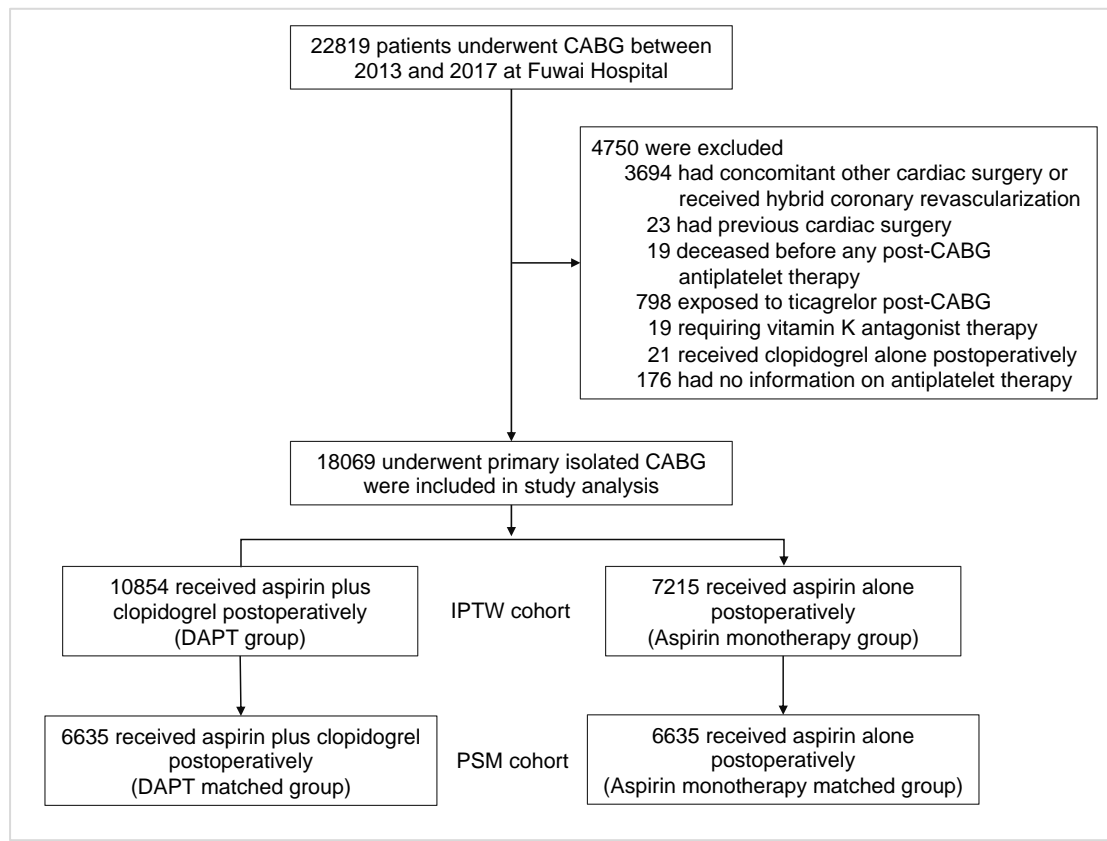 22819 patients underwent CABG between
2013 and 2017 at Fuwai Hospital
4750 were excluded
3694 had concomitant other cardiac surgery or
received hybrid coronary revascularization
23 had previous cardiac surgery
19 deceased before any post-CABG
antiplatelet therapy
798 exposed to ticagrelor post-CABG
19 requiring vitamin K antagonist therapy
21 received clopidogrel alone postoperatively
176 had no information on antiplatelet therapy
18069 underwent primary isolated CABG
were included in study analysis
10854 received aspirin plus
clopidogrel postoperatively
(DAPT group)
IPTW cohort
7215 received aspirin alone
postoperatively
(Aspirin monotherapy group)
6635 received aspirin plus clopidogrel
postoperatively
(DAPT matched group)
PSM cohort
6635 received aspirin alone
postoperatively
(Aspirin monotherapy matched group)